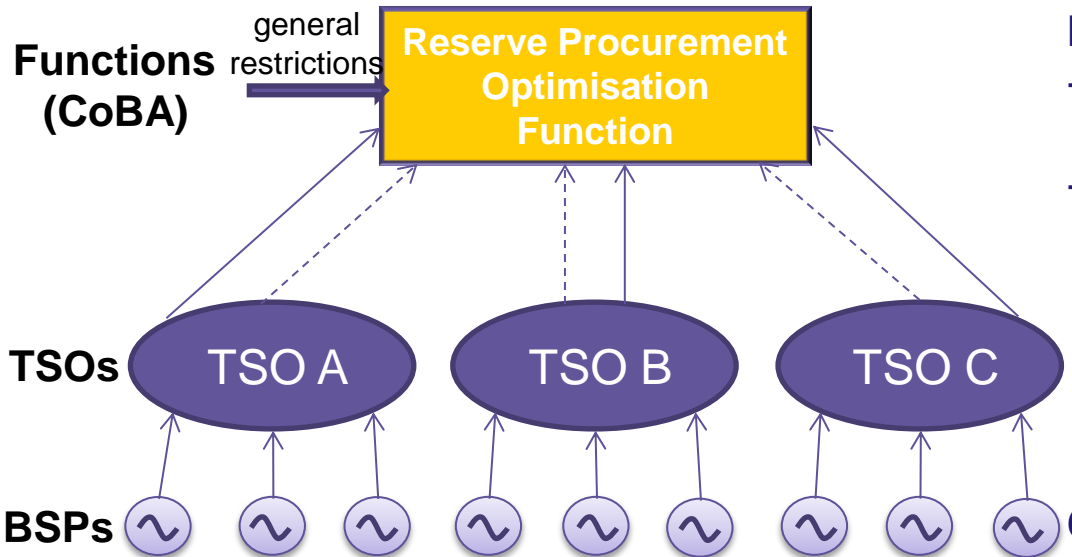 general
restrictions
Functions
(CoBA)
Reserve Procurement
Optimisation
Function
TSOs
TSO A
TSO B
TSO C
BSPs